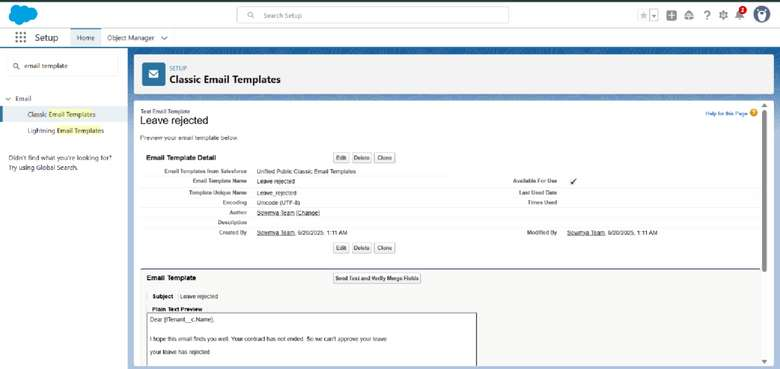 Search Setup
3
Setup
Home
Object Manager
email template
Email
Classic Email Templates
Lightning Email Templates
Didn't find what you're looking for?
Try using Global Search.
SETUP
Classic Email Templates
Text Email Template
Leave rejected
Help for this Page
Preview your email template below.
Email Template Detail
Edit Delete Clone
Email Templates from Salesforce Unified Public Classic Email Templates
Email Template Name Leave rejected Available For Use ✓
Template Unique Name Leave_rejected Last Used Date
Encoding Unicode (UTF-8) Times Used
Author Sowmya Team [Change]
Description
Created By Sowmya Team, 6/20/2025, 1:11 AM Modified By Sowmya Team, 6/20/2025, 1:11 AM
Edit Delete Clone
Email Template Send Test and Verify Merge Fields
Subject Leave rejected
Plain Text Preview
Dear {!Tenant__c.Name},
I hope this email finds you well. Your contract has not ended. So we can't approve your leave
your leave has rejected